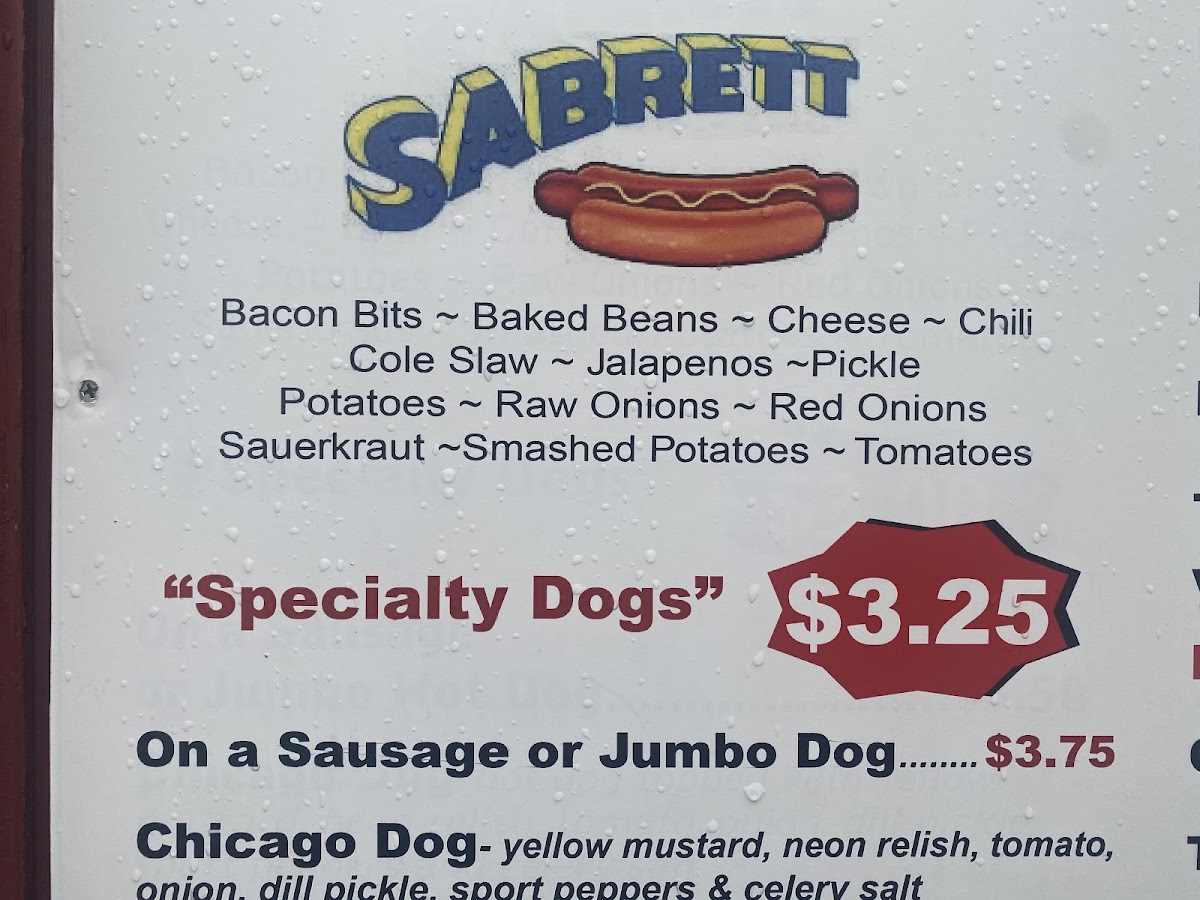 SABRETT
Bacon Bits ~ Baked Beans ~ Cheese ~ Chili
Cole Slaw ~ Jalapenos ~Pickle
Potatoes ~ Raw Onions ~ Red Onions
Sauerkraut ~Smashed Potatoes ~ Tomatoes
“Specialty Dogs” $3.25
On a Sausage or Jumbo Dog........$3.75
Chicago Dog- yellow mustard, neon relish, tomato,
onion, dill pickle, sport peppers & celery salt